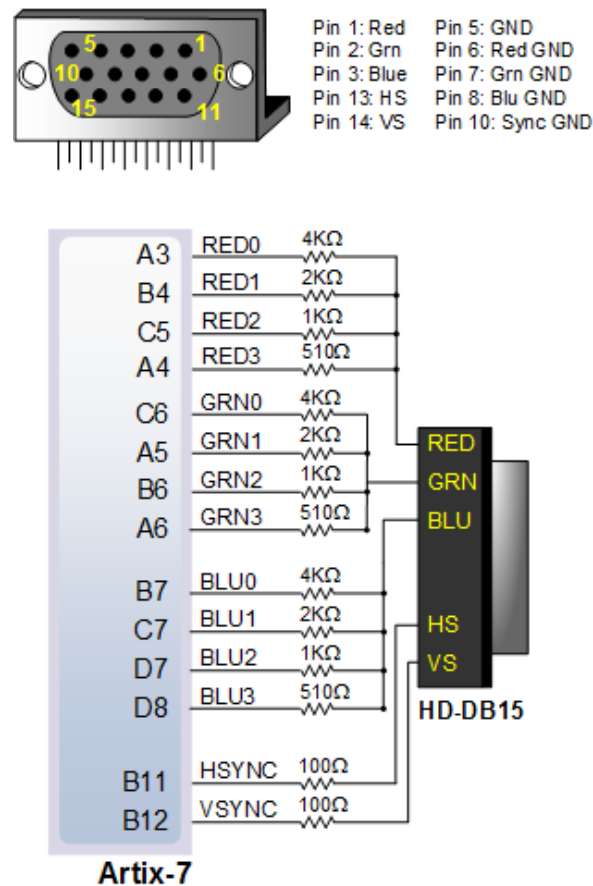 Pin 1: Red Pin 5: GND
Pin 2: Grn Pin 6: Red GND
Pin 3: Blue Pin 7: Grn GND
Pin 13: HS Pin 8: Blu GND
Pin 14: VS Pin 10: Sync GND
5 1
10 6
15 11
A3 RED0 4KΩ
B4 RED1 2KΩ
C5 RED2 1KΩ
A4 RED3 510Ω
C6 GRN0 4KΩ
A5 GRN1 2KΩ
B6 GRN2 1KΩ
A6 GRN3 510Ω
B7 BLU0 4KΩ
C7 BLU1 2KΩ
D7 BLU2 1KΩ
D8 BLU3 510Ω
B11 HSYNC 100Ω
B12 VSYNC 100Ω
RED
GRN
BLU
HS
VS
HD-DB15
Artix-7